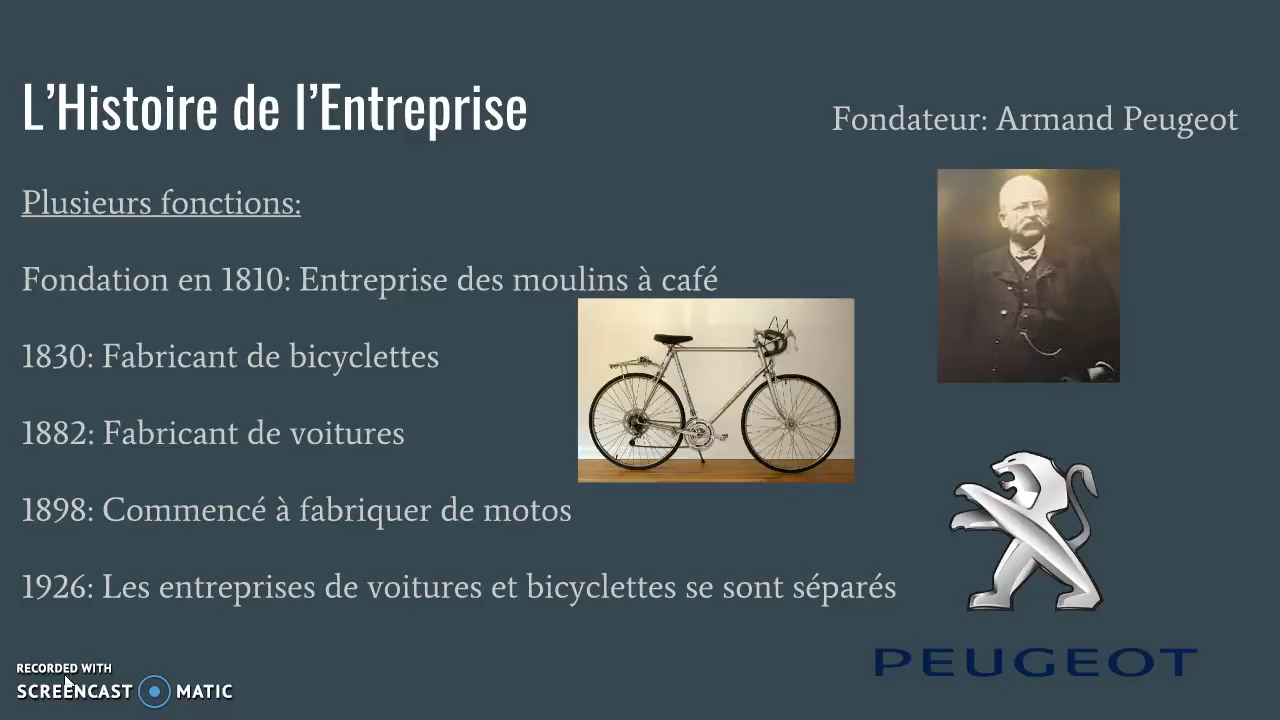 L’Histoire de l’Entreprise
Fondateur: Armand Peugeot
Plusieurs fonctions:
Fondation en 1810: Entreprise des moulins à café
1830: Fabricant de bicyclettes
1882: Fabricant de voitures
1898: Commencé à fabriquer de motos
1926: Les entreprises de voitures et bicyclettes se sont séparés
PEUGEOT
RECORDED WITH
SCREENCAST MATIC